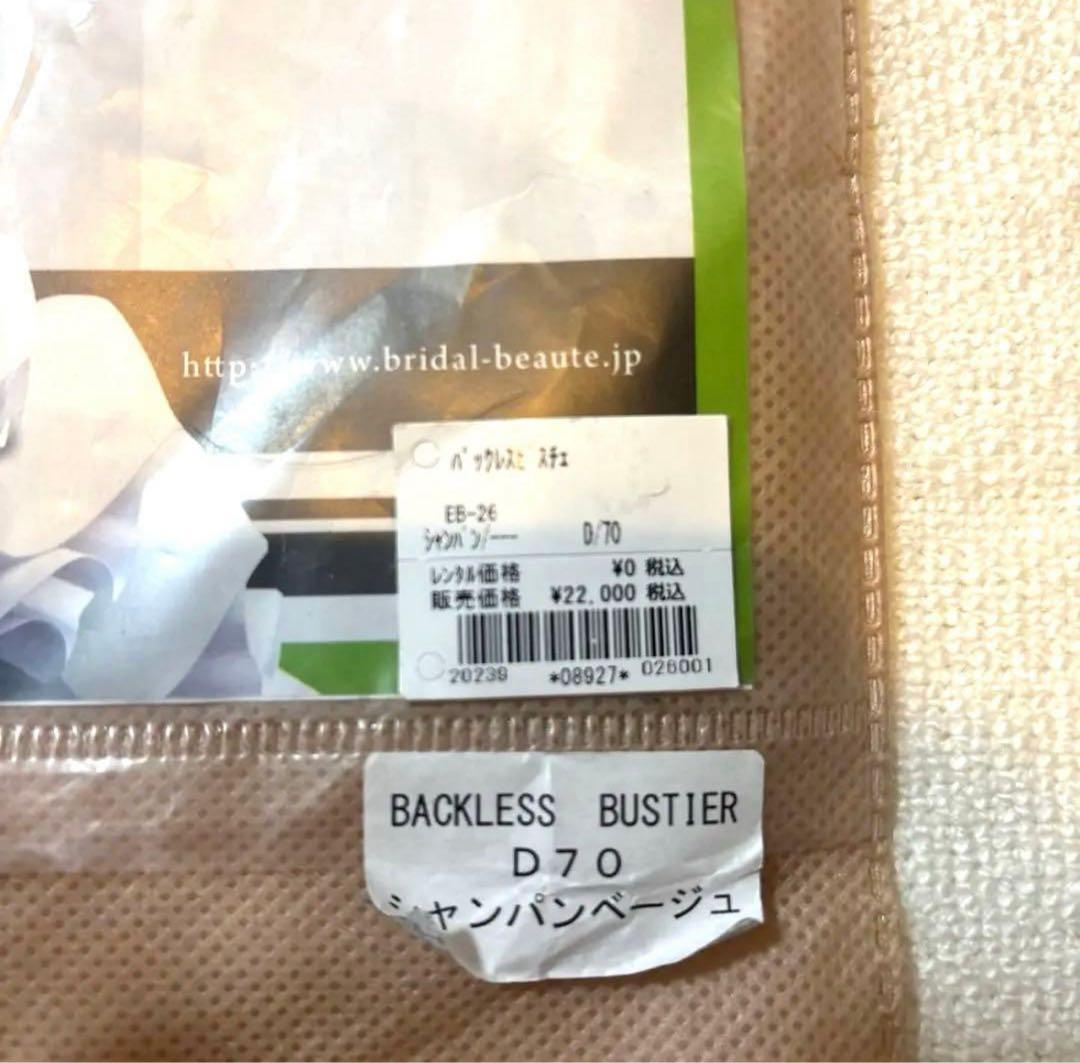 http://www.bridal-beaute.jp
ﾊﾞｯｸﾚｽﾋﾞｽﾁｪ
EB-26
ｼｬﾝﾊﾟﾝ/---- D/70
ﾚﾝﾀﾙ価格 ¥0 税込
販売価格 ¥22,000 税込
20239 *08927* 026001
BACKLESS BUSTIER
D70
シャンパンベージュ